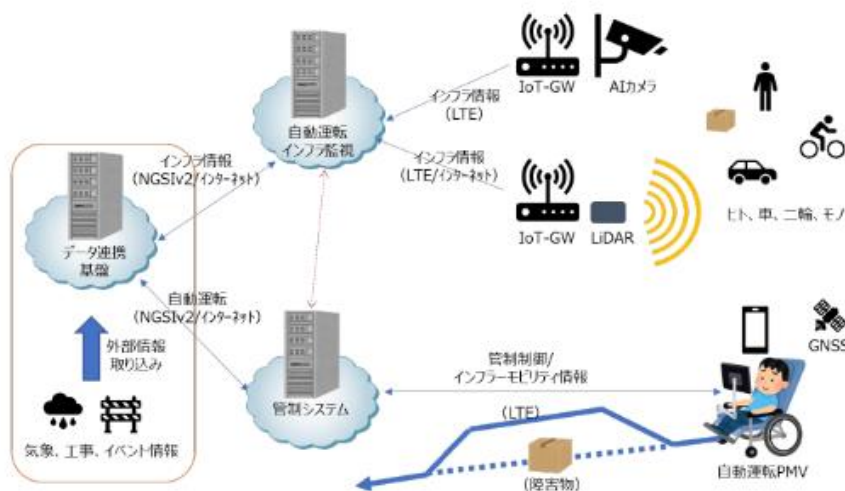 IoT-GW
AIカメラ
インフラ情報
(LTE)
自動運転
インフラ監視
インフラ情報
(NGSIv2/インターネット)
インフラ情報
(LTE/インターネット)
IoT-GW
LiDAR
ヒト、車、二輪、モノ
データ連携
基盤
自動運転
(NGSIv2/インターネット)
外部情報
取り込み
GNSS
管制制御/
インフラーモビリティ情報
(LTE)
管制システム
気象、工事、イベント情報
(障害物)
自動運転PMV